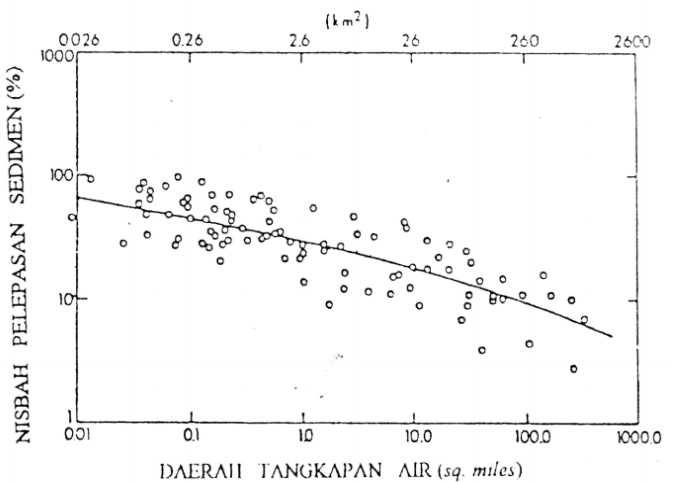 (km²)
0.026 0.26 2.6 26 260 2600
1000
100
10
1
NISBAH PELEPASAN SEDIMEN (%)
0.01 0.1 1.0 10.0 100.0 1000.0
DAERAH TANGKAPAN AIR (sq. miles)